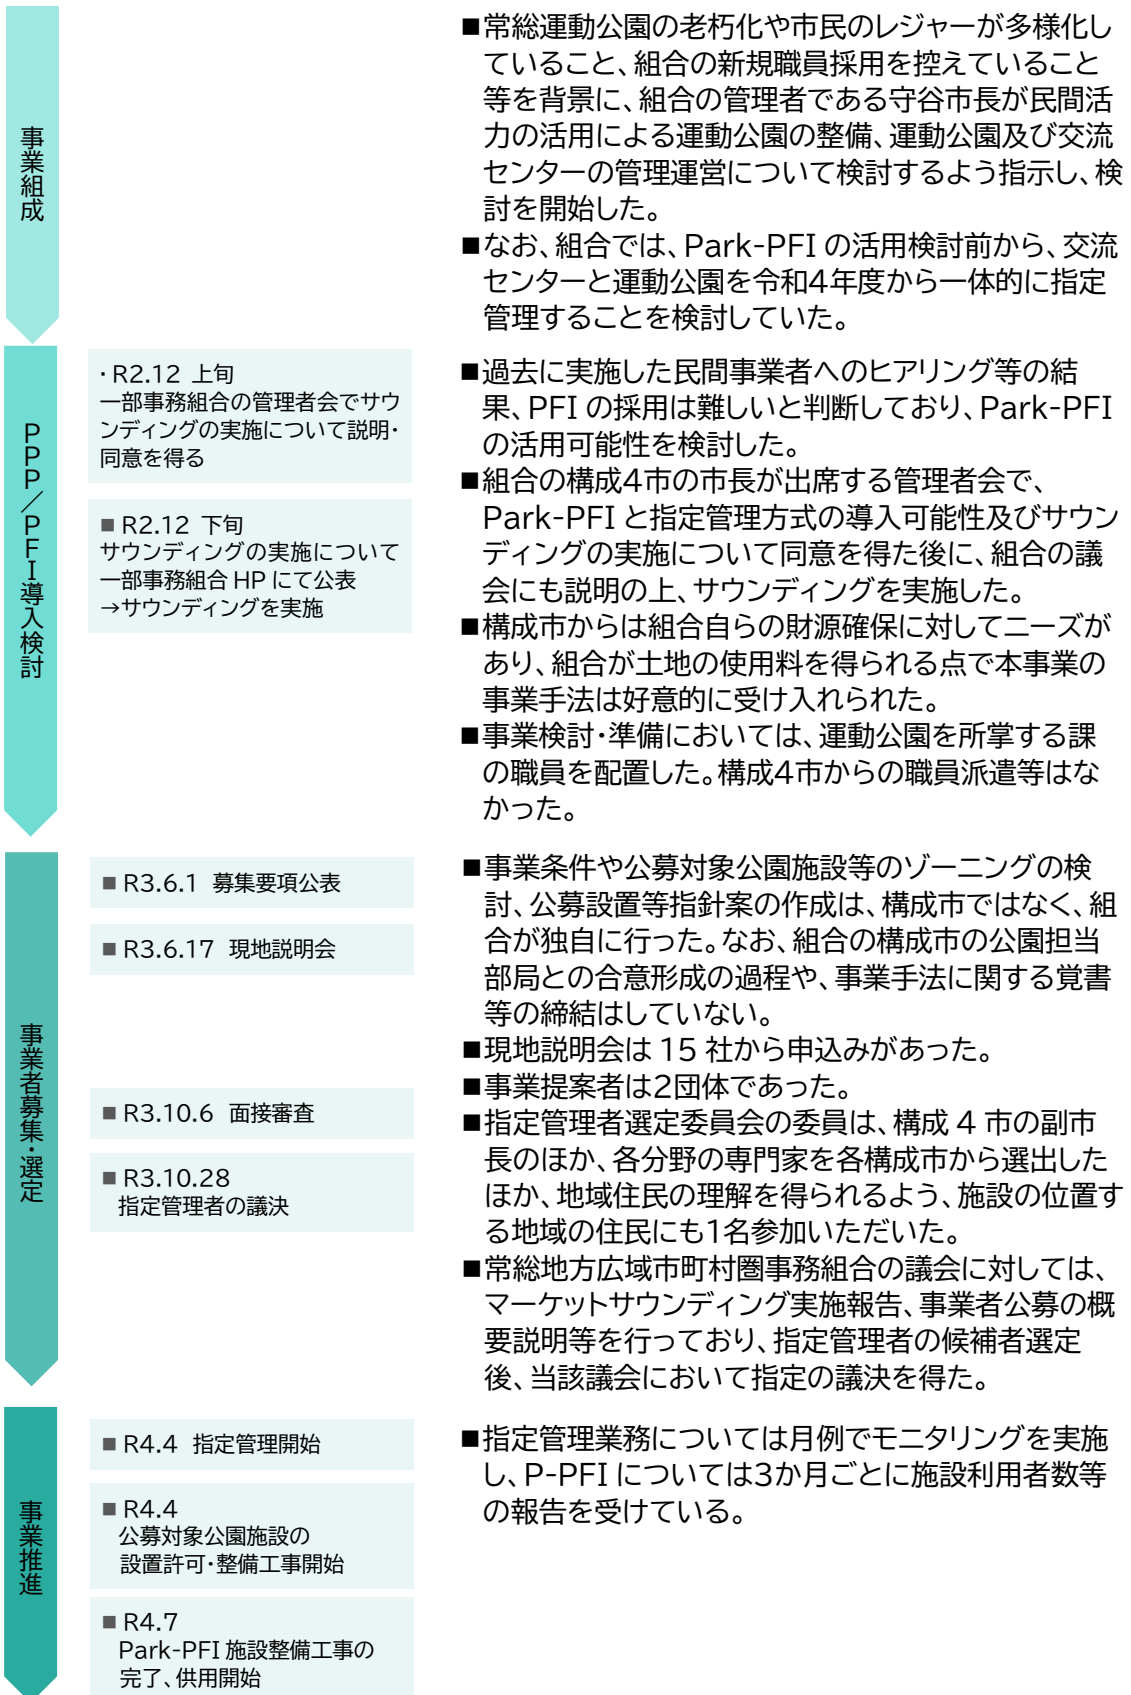 事業組成
■常総運動公園の老朽化や市民のレジャーが多様化し
ていること、組合の新規職員採用を控えていること
等を背景に、組合の管理者である守谷市長が民間活
力の活用による運動公園の整備、運動公園及び交流
センターの管理運営について検討するよう指示し、検
討を開始した。
■なお、組合では、Park-PFI の活用検討前から、交流
センターと運動公園を令和4年度から一体的に指定
管理することを検討していた。
PPP／PFI導入検討
・R2.12 上旬
一部事務組合の管理者会でサウ
ンディングの実施について説明・
同意を得る
■ R2.12 下旬
サウンディングの実施について
一部事務組合 HP にて公表
→サウンディングを実施
■過去に実施した民間事業者へのヒアリング等の結
果、PFI の採用は難しいと判断しており、Park-PFI
の活用可能性を検討した。
■組合の構成4市の市長が出席する管理者会で、
Park-PFI と指定管理方式の導入可能性及びサウン
ディングの実施について同意を得た後に、組合の議
会にも説明の上、サウンディングを実施した。
■構成市からは組合自らの財源確保に対してニーズが
あり、組合が土地の使用料を得られる点で本事業の
事業手法は好意的に受け入れられた。
■事業検討・準備においては、運動公園を所掌する課
の職員を配置した。構成4市からの職員派遣等はな
かった。
事業者募集・選定
■ R3.6.1 募集要項公表
■ R3.6.17 現地説明会
■ R3.10.6 面接審査
■ R3.10.28
指定管理者の議決
■事業条件や公募対象公園施設等のゾーニングの検
討、公募設置等指針案の作成は、構成市ではなく、組
合が独自に行った。なお、組合の構成市の公園担当
部局との合意形成の過程や、事業手法に関する覚書
等の締結はしていない。
■現地説明会は 15 社から申込みがあった。
■事業提案者は2団体であった。
■指定管理者選定委員会の委員は、構成 4 市の副市
長のほか、各分野の専門家を各構成市から選出した
ほか、地域住民の理解を得られるよう、施設の位置す
る地域の住民にも1名参加いただいた。
■常総地方広域市町村圏事務組合の議会に対しては、
マーケットサウンディング実施報告、事業者公募の概
要説明等を行っており、指定管理者の候補者選定
後、当該議会において指定の議決を得た。
事業推進
■ R4.4 指定管理開始
■ R4.4
公募対象公園施設の
設置許可・整備工事開始
■ R4.7
Park-PFI 施設整備工事の
完了、供用開始
■指定管理業務については月例でモニタリングを実施
し、P-PFI については3か月ごとに施設利用者数等
の報告を受けている。